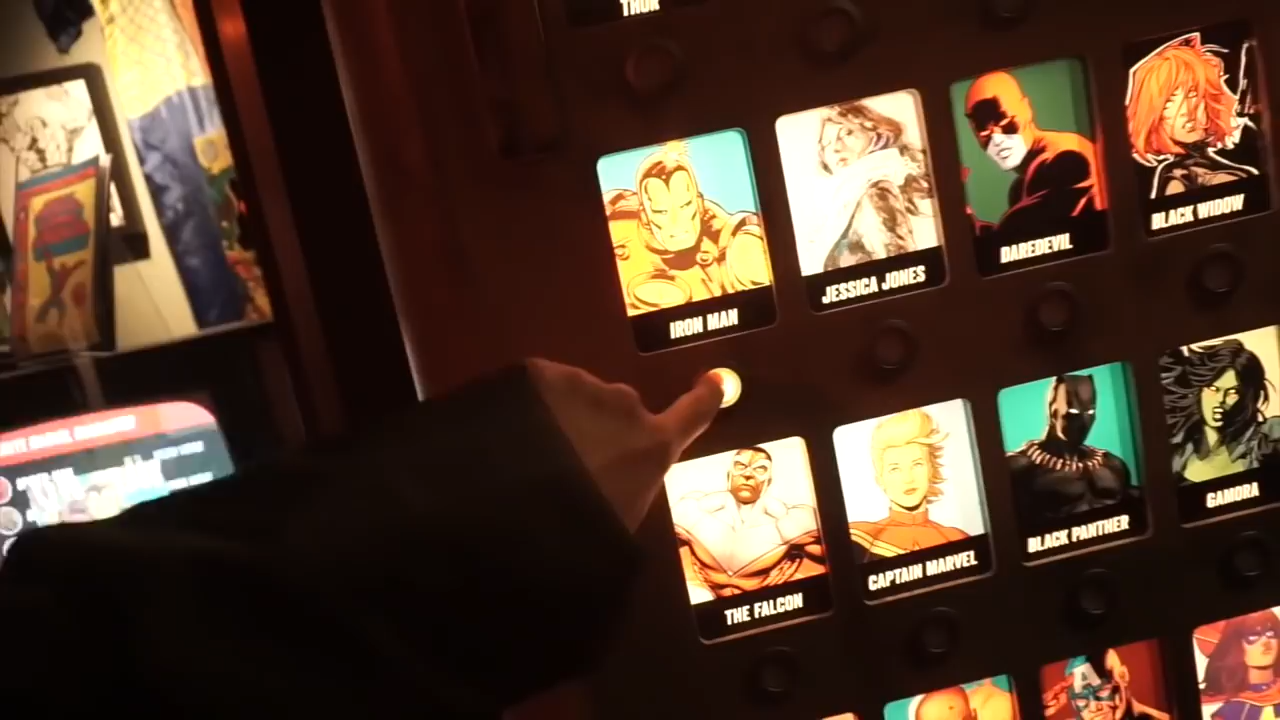 THOR
IRON MAN
JESSICA JONES
DAREDEVIL
BLACK WIDOW
THE FALCON
CAPTAIN MARVEL
BLACK PANTHER
GAMORA
A